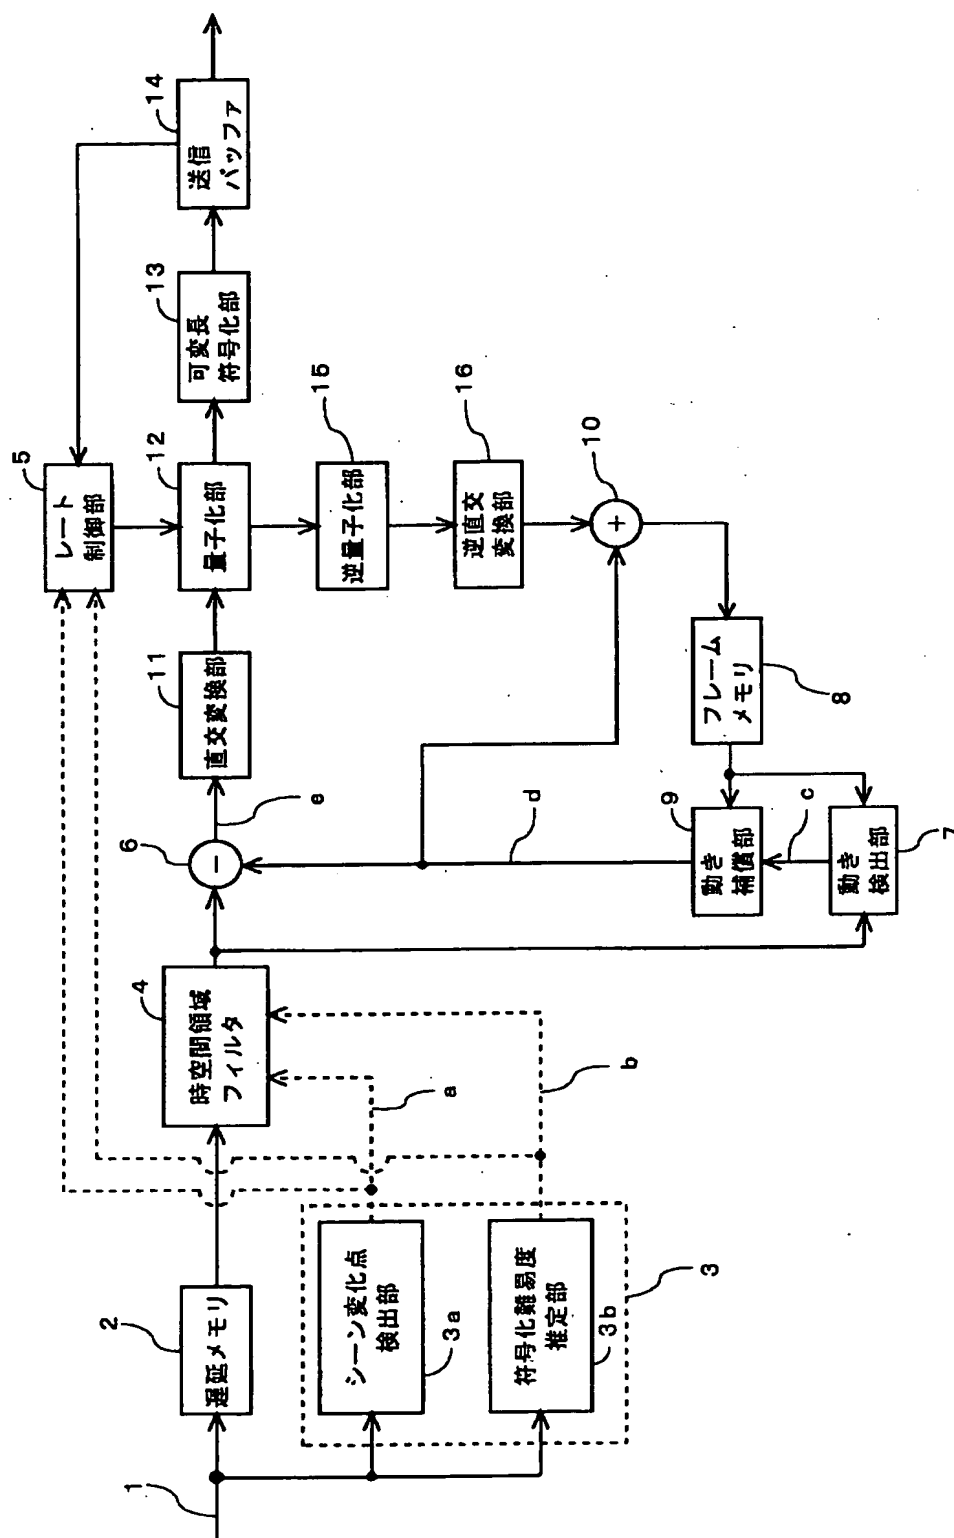 1
2
遅延メモリ
3
シーン変化点
検出部
3a
符号化難易度
推定部
3b
a
b
4
時空間領域
フィルタ
5
レート
制御部
6
-
e
11
直交変換部
12
量子化部
13
可変長
符号化部
14
送信
バッファ
15
逆量子化部
16
逆直交
変換部
10
+
d
9
動き
補償部
c
フレーム
メモリ
8
動き
検出部
7